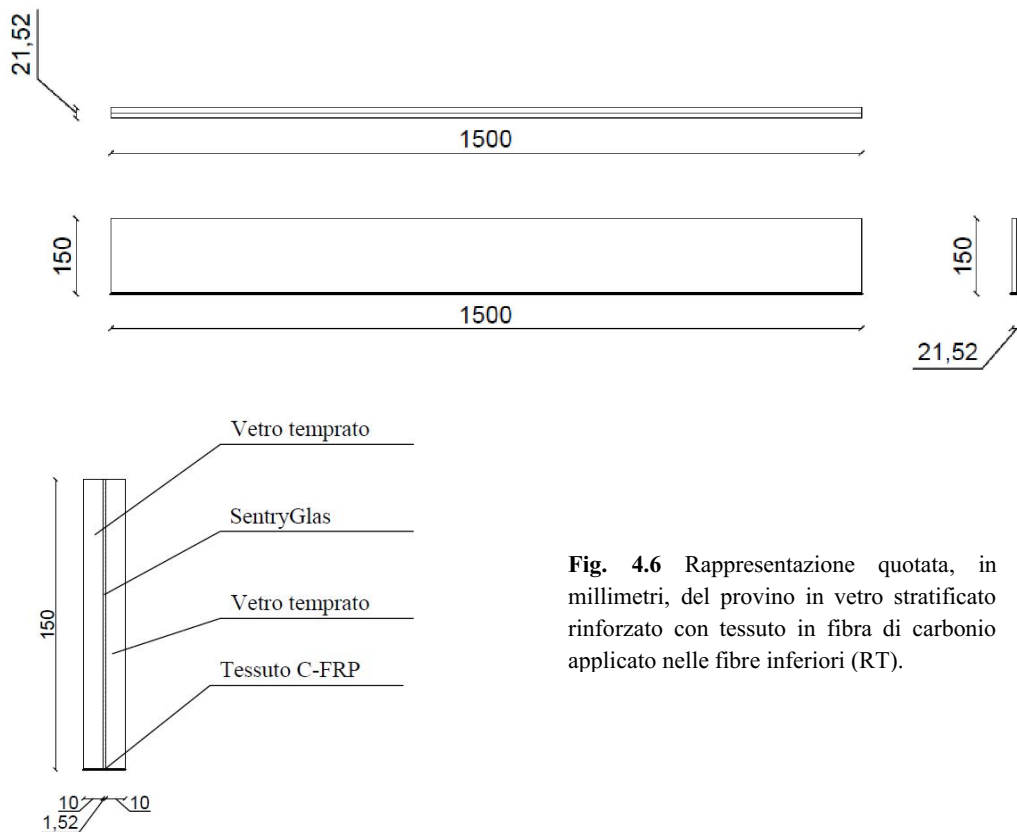 21,52
1500
150
1500
150
21,52
Vetro temprato
SentryGlas
Vetro temprato
Tessuto C-FRP
150
10
10
1,52
Fig. 4.6 Rappresentazione quotata, in
millimetri, del provino in vetro stratificato
rinforzato con tessuto in fibra di carbonio
applicato nelle fibre inferiori (RT).